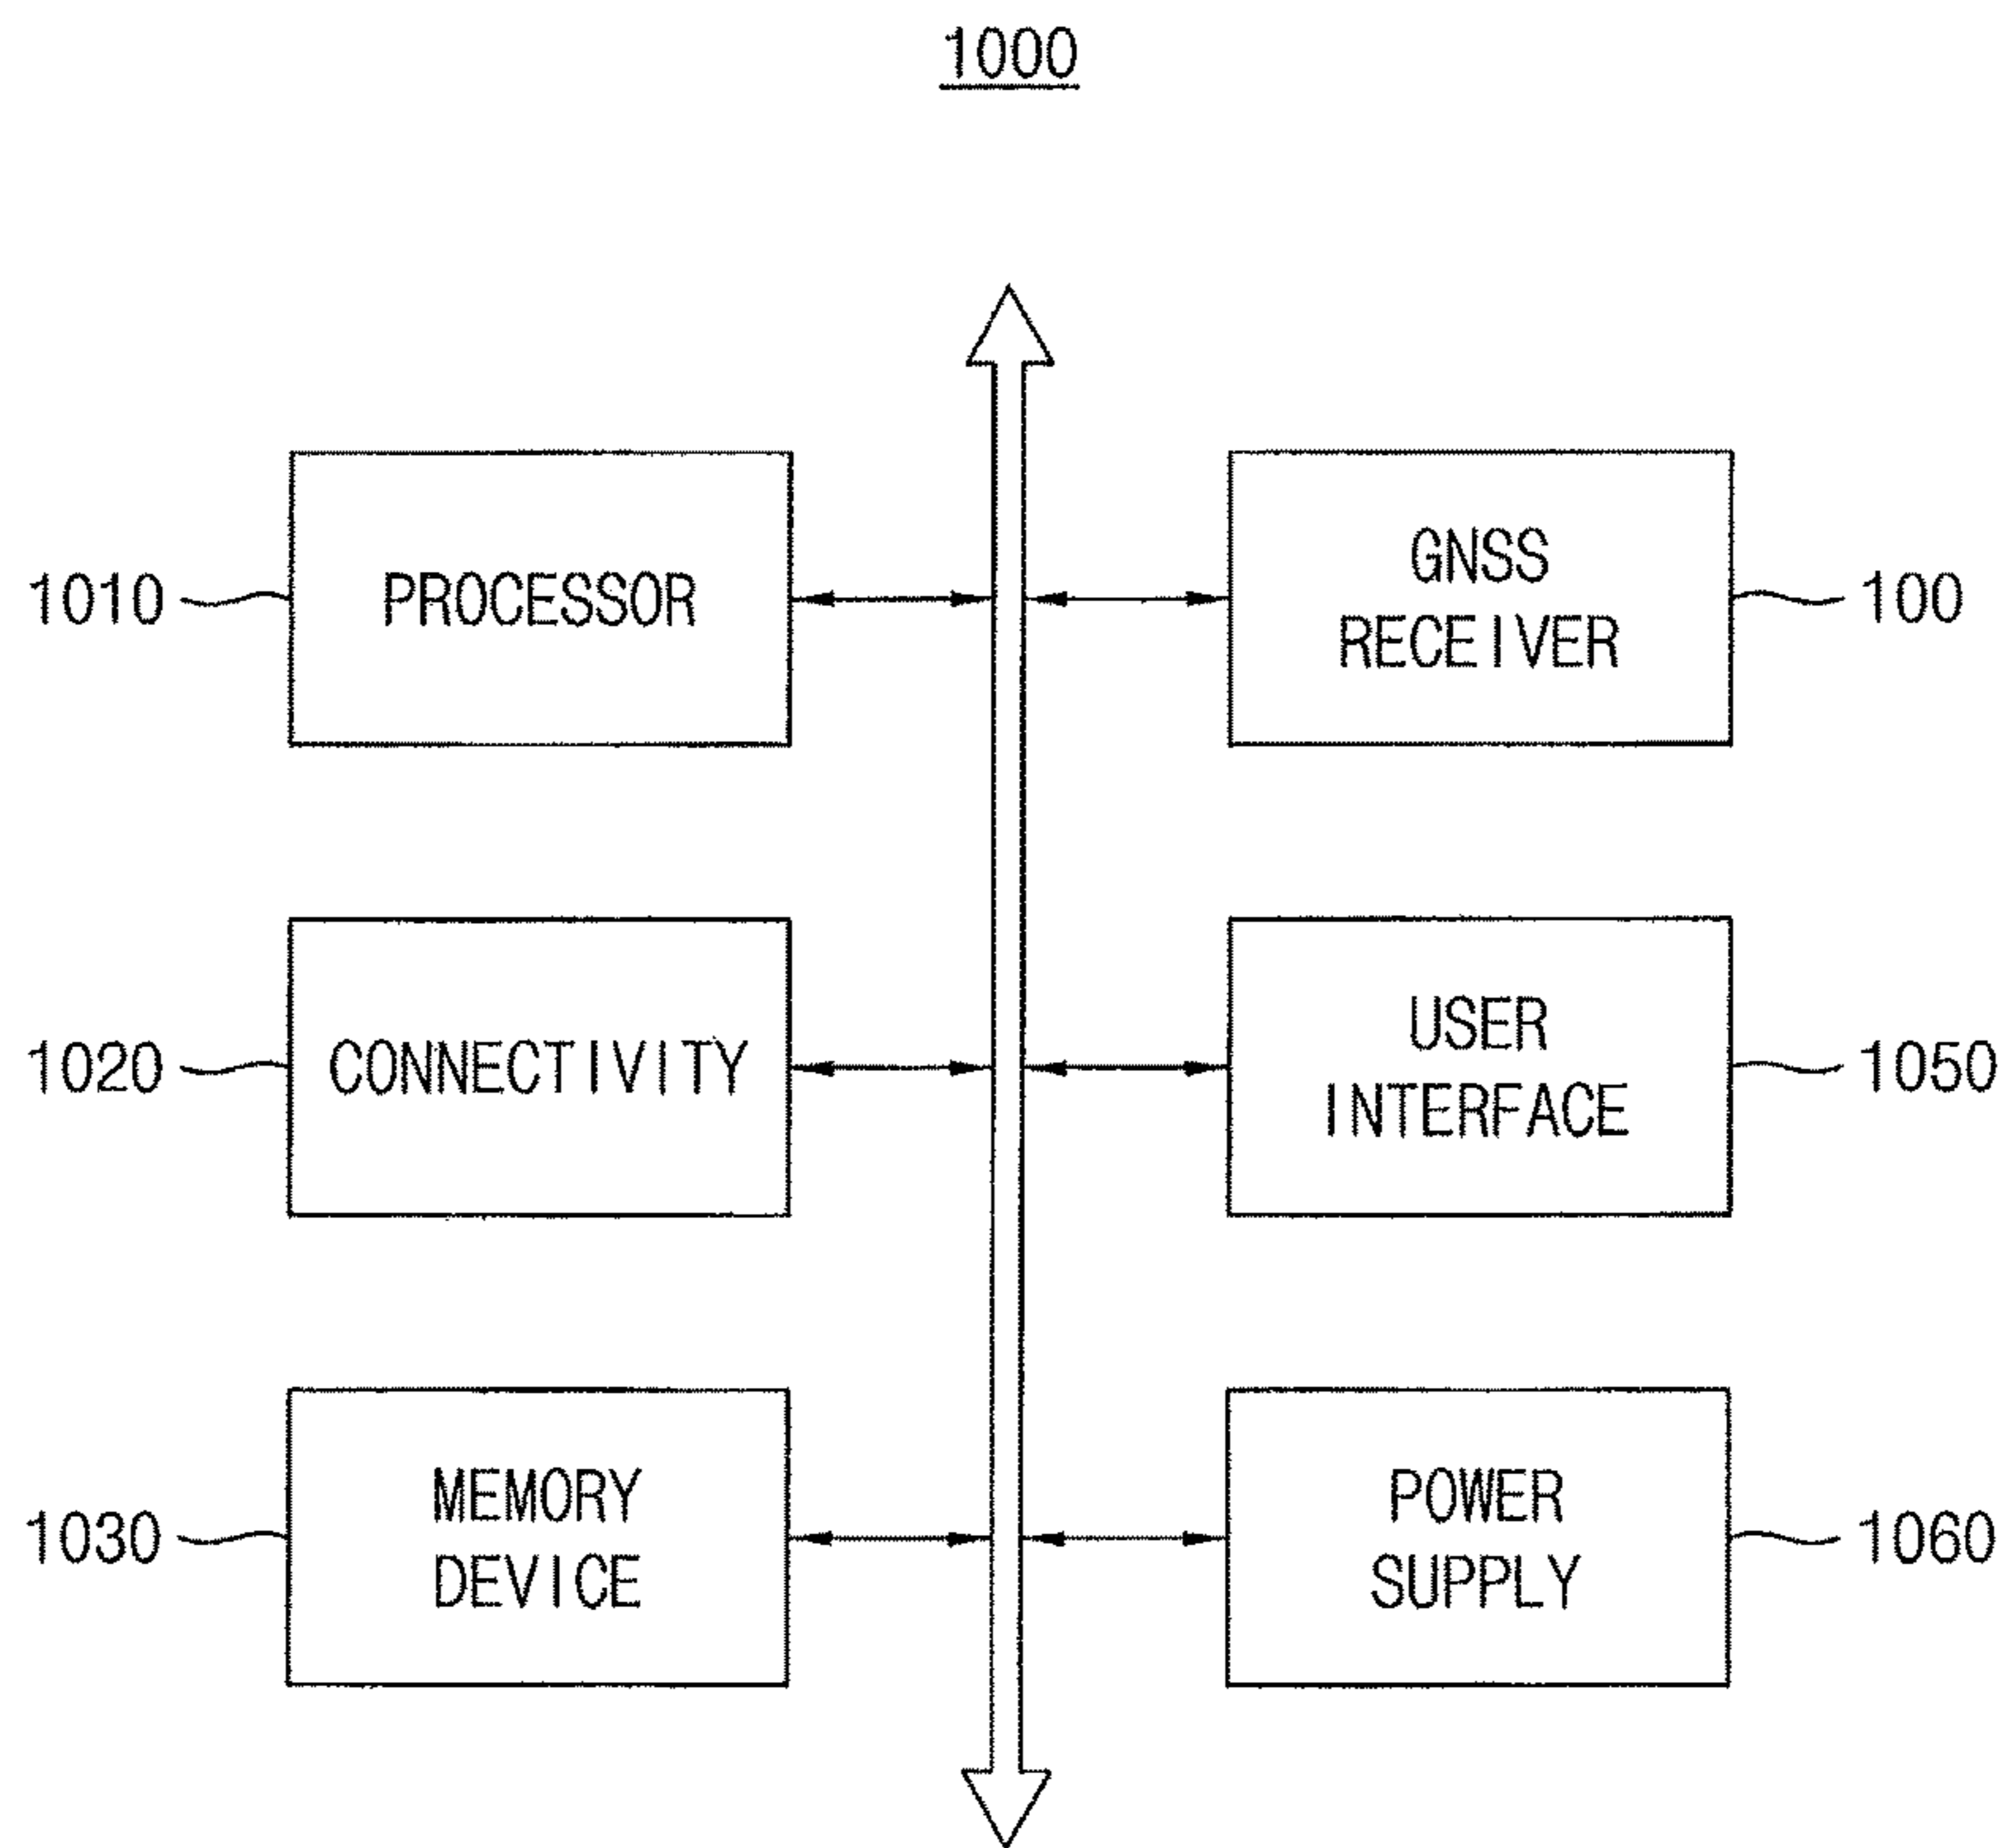 1000
1010
PROCESSOR
GNSS
RECEIVER
100
1020
CONNECTIVITY
USER
INTERFACE
1050
1030
MEMORY
DEVICE
POWER
SUPPLY
1060